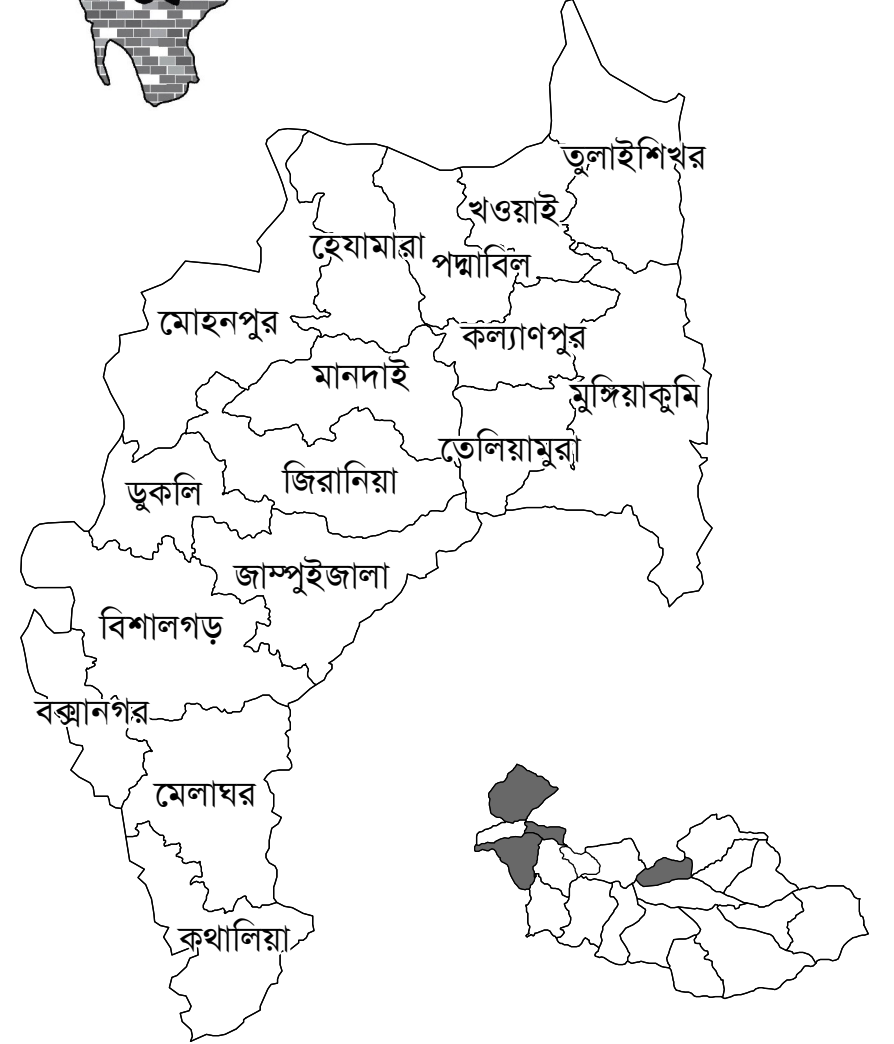 তুলাইশিখর
খওয়াই
হেযামারা
পদ্মাবিল
মোহনপুর
কল্যাণপুর
মানদাই
মুঙ্গিয়াকুমি
তেলিয়ামুরা
জিরানিয়া
ডুকলি
জাম্পুইজালা
বিশালগড়
বক্সানগর
মেলাঘর
কথালিয়া